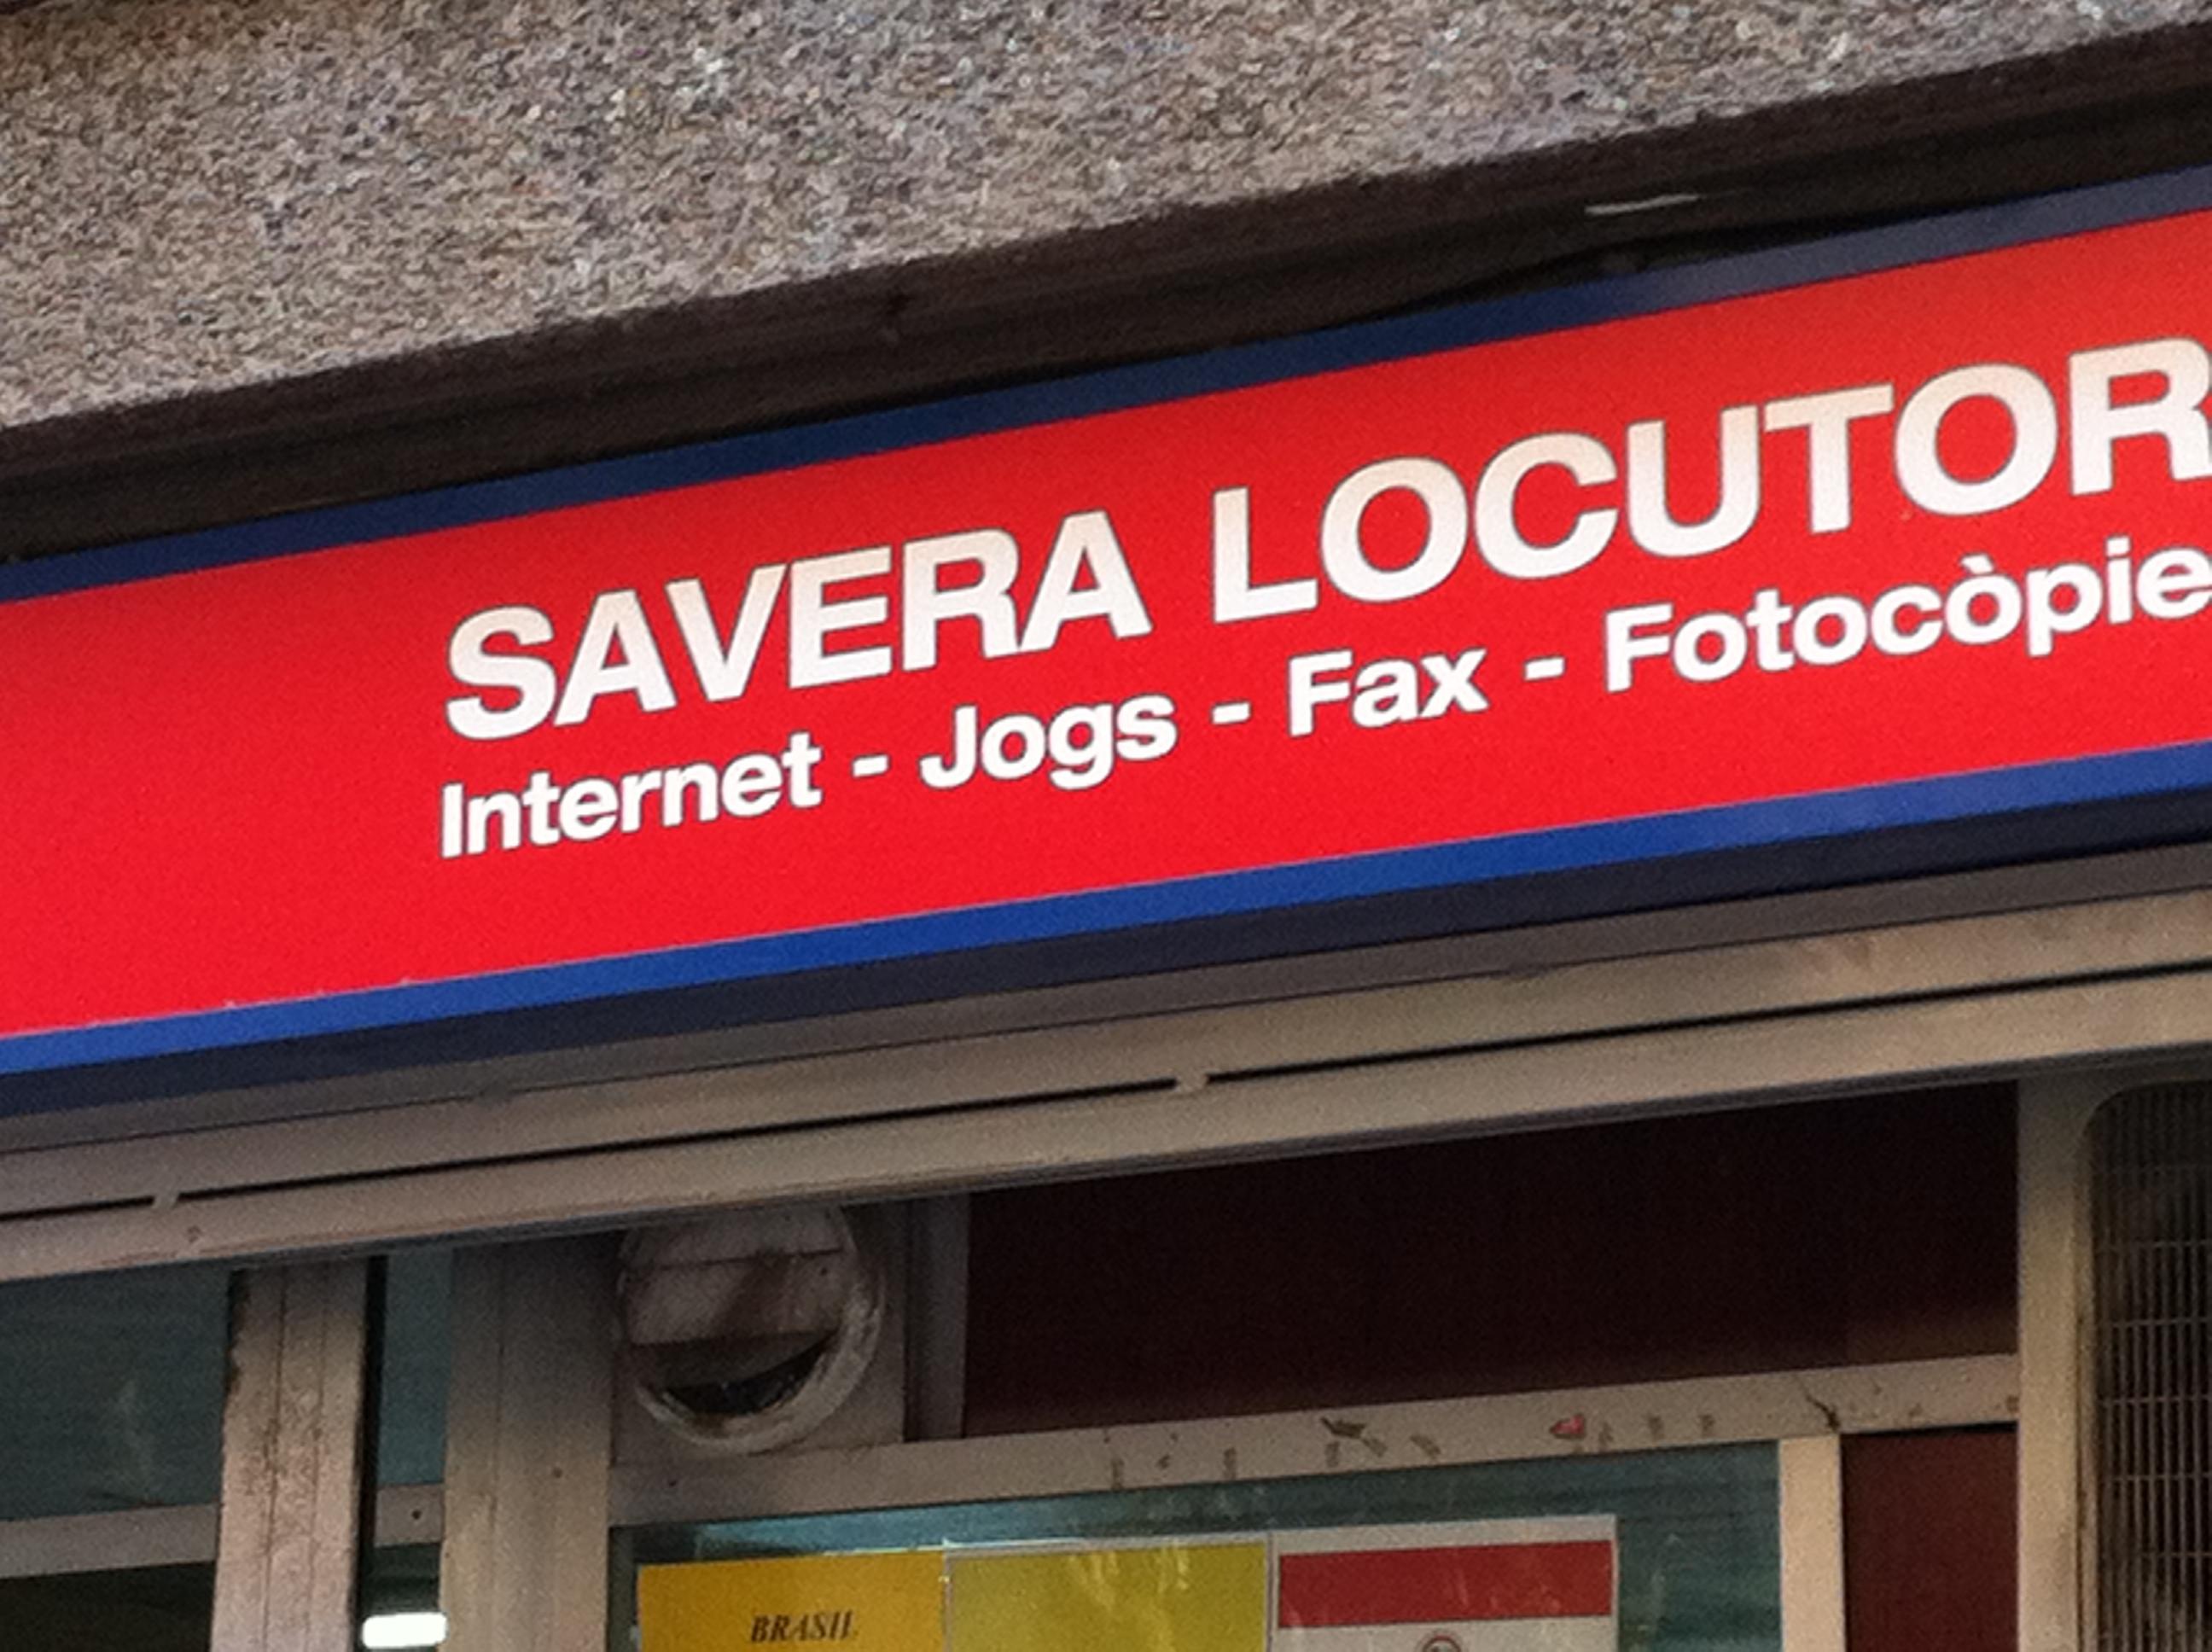 SAVERA LOCUTOR
Internet - Jogs - Fax - Fotocòpie
BRASIL